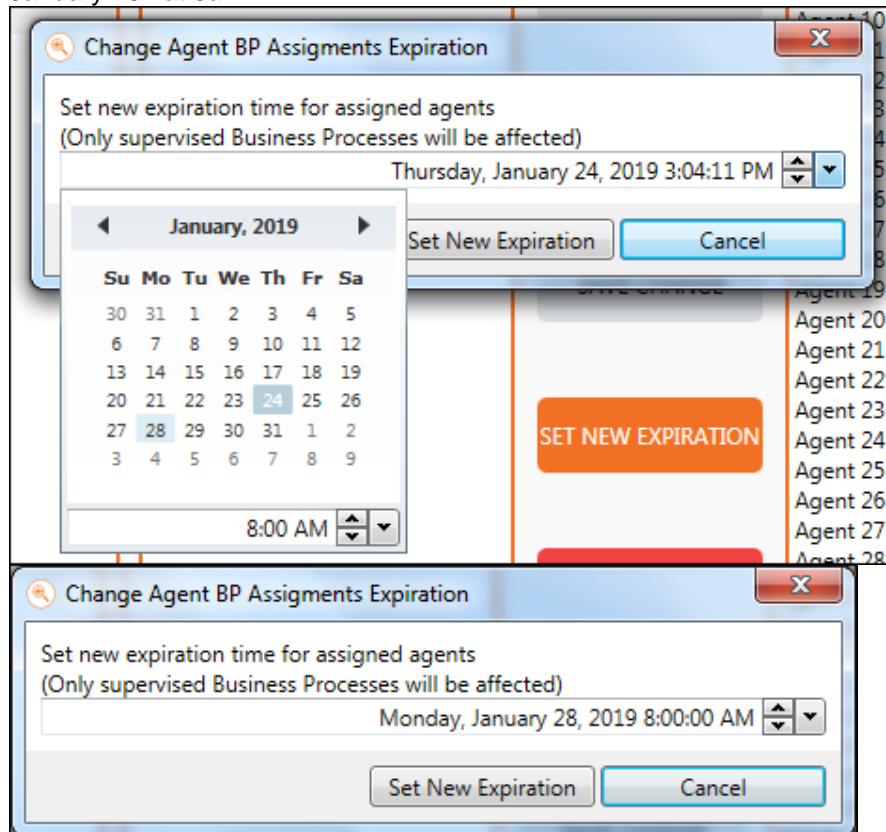 Change Agent BP Assigments Expiration
Set new expiration time for assigned agents
(Only supervised Business Processes will be affected)
Thursday, January 24, 2019 3:04:11 PM
January, 2019
Set New Expiration Cancel
Su Mo Tu We Th Fr Sa
30 31 1 2 3 4 5
6 7 8 9 10 11 12
13 14 15 16 17 18 19
20 21 22 23 24 25 26
27 28 29 30 31 1 2
3 4 5 6 7 8 9
8:00 AM
SET NEW EXPIRATION
Agent 19
Agent 20
Agent 21
Agent 22
Agent 23
Agent 24
Agent 25
Agent 26
Agent 27
Agent 28
Change Agent BP Assigments Expiration
Set new expiration time for assigned agents
(Only supervised Business Processes will be affected)
Monday, January 28, 2019 8:00:00 AM
Set New Expiration Cancel